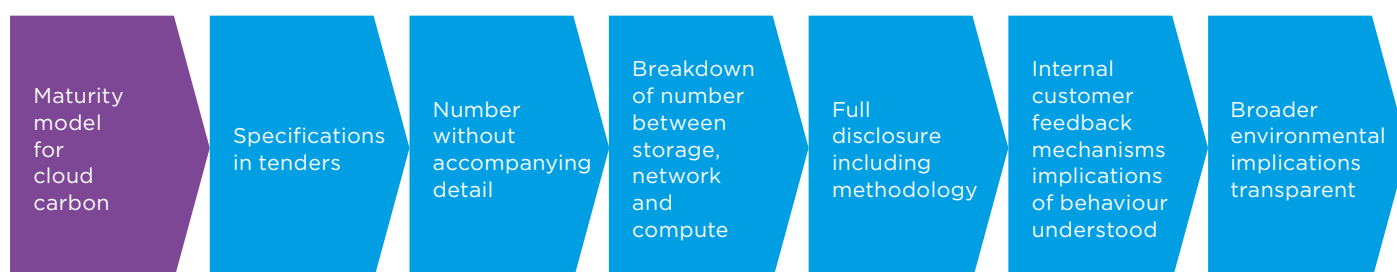 Maturity
model
for
cloud
carbon
Specifications
in tenders
Number
without
accompanying
detail
Breakdown
of number
between
storage,
network
and
compute
Full
disclosure
including
methodology
Internal
customer
feedback
mechanisms
implications
of behaviour
understood
Broader
environmental
implications
transparent